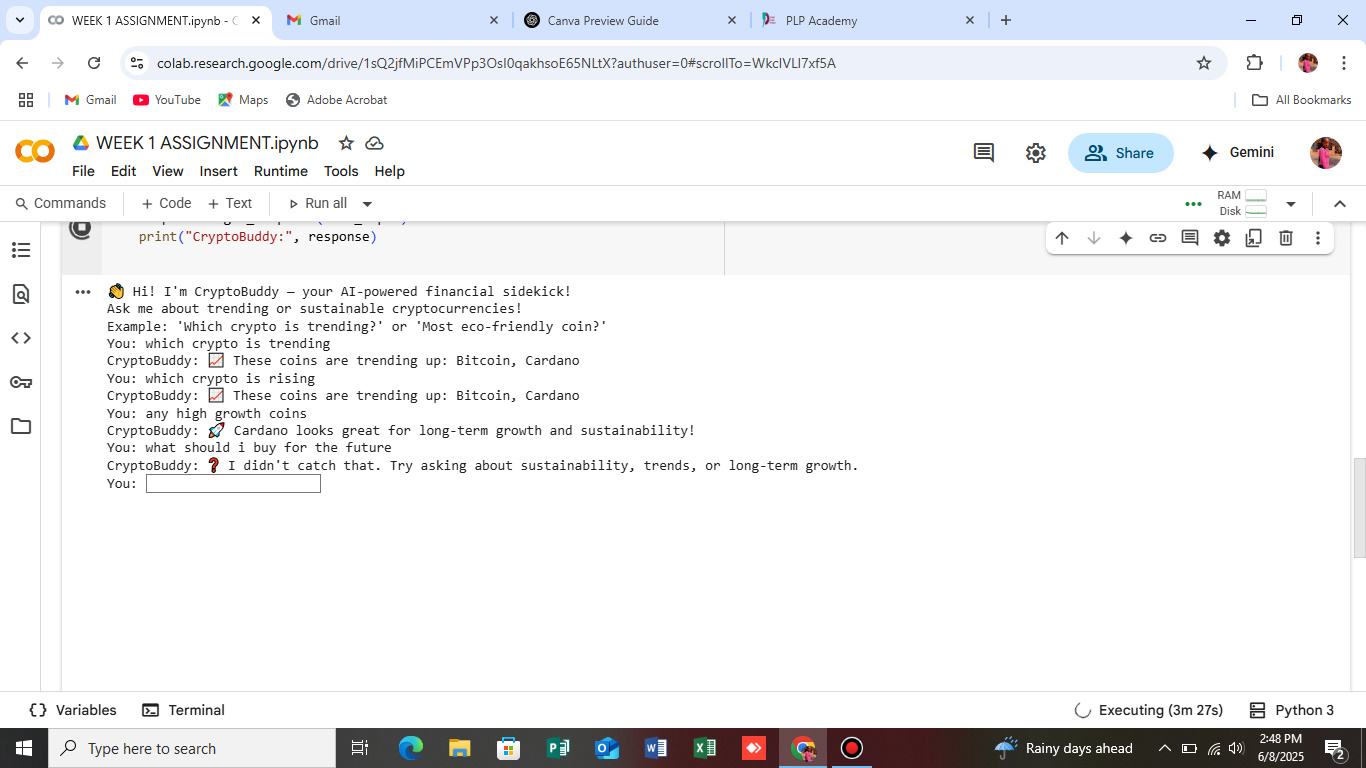 WEEK 1 ASSIGNMENT.ipynb - C
Gmail
Canva Preview Guide
PLP Academy
colab.research.google.com/drive/1sQ2jfMiPCEmVPp3OsI0qakhsoE65NLtX?authuser=0#scrollTo=WkcIVLI7xf5A
Gmail
YouTube
Maps
Adobe Acrobat
All Bookmarks
WEEK 1 ASSIGNMENT.ipynb
Share
Gemini
File Edit View Insert Runtime Tools Help
Commands + Code + Text Run all
RAM
Disk
print("CryptoBuddy:", response)
👋 Hi! I'm CryptoBuddy — your AI-powered financial sidekick!
Ask me about trending or sustainable cryptocurrencies!
Example: 'Which crypto is trending?' or 'Most eco-friendly coin?'
You: which crypto is trending
CryptoBuddy: 📈 These coins are trending up: Bitcoin, Cardano
You: which crypto is rising
CryptoBuddy: 📈 These coins are trending up: Bitcoin, Cardano
You: any high growth coins
CryptoBuddy: 🚀 Cardano looks great for long-term growth and sustainability!
You: what should i buy for the future
CryptoBuddy: ❓ I didn't catch that. Try asking about sustainability, trends, or long-term growth.
You:
Variables
Terminal
Executing (3m 27s)
Python 3
Type here to search
Rainy days ahead
2:48 PM
6/8/2025
2